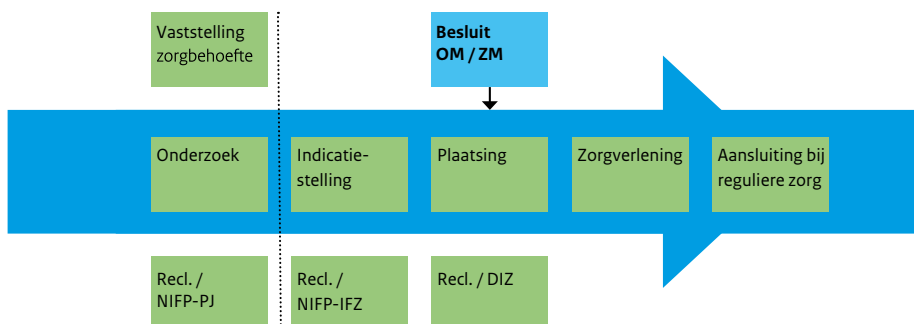 Vaststelling
zorgbehoefte
Besluit
OM / ZM
Onderzoek
Indicatie-
stelling
Plaatsing
Zorgverlening
Aansluiting bij
reguliere zorg
Recl. /
NIFP-PJ
Recl. /
NIFP-IFZ
Recl. / DIZ